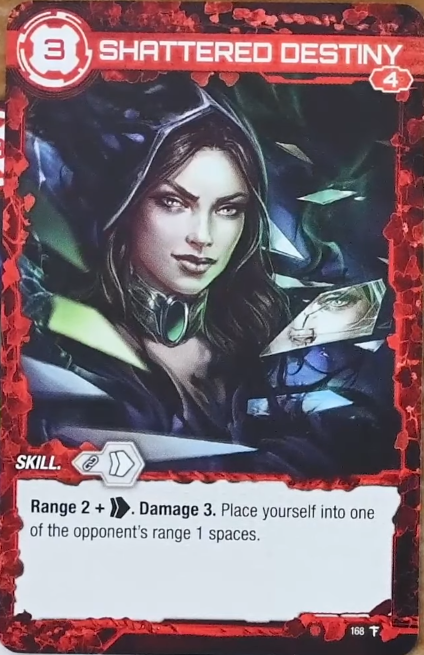 3
SHATTERED DESTINY
4
SKILL.
Range 2 + . Damage 3. Place yourself into one
of the opponent's range 1 spaces.
168